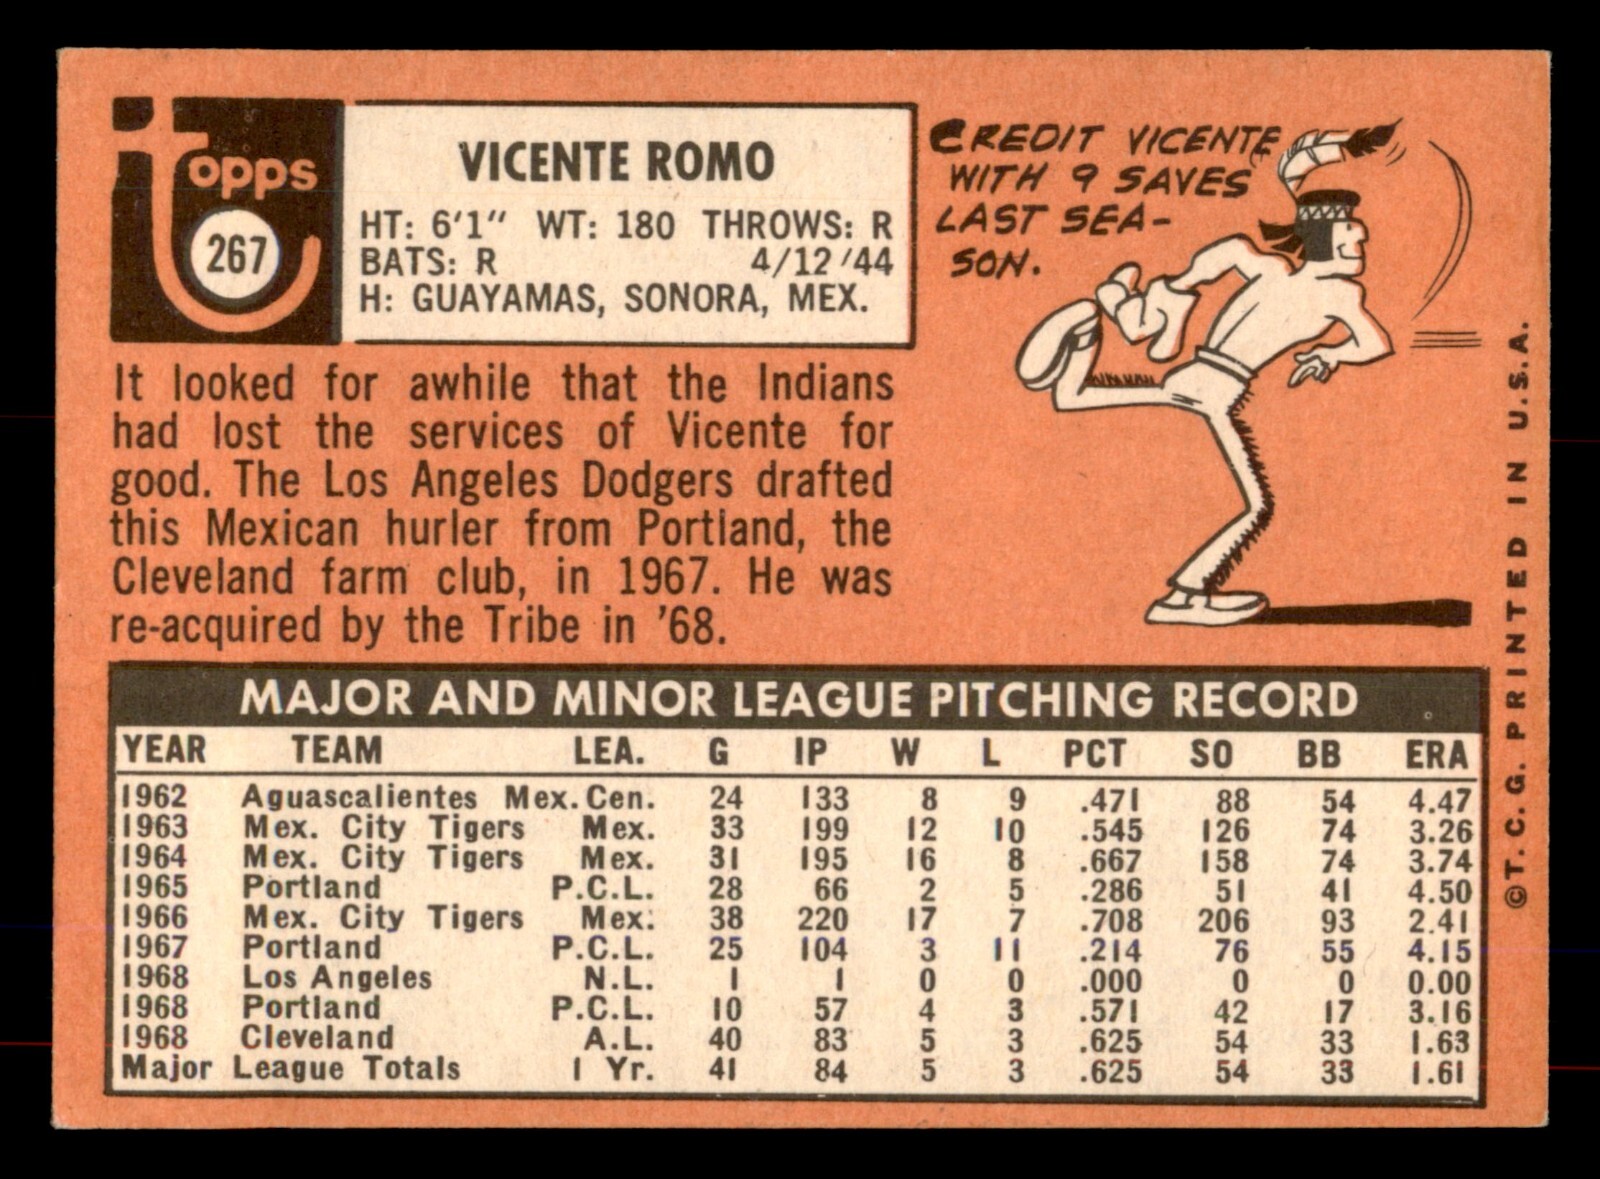 Topps
267
VICENTE ROMO
HT: 6'1" WT: 180 THROWS: R
BATS: R 4/12/44
H: GUAYAMAS, SONORA, MEX.
CREDIT VICENTE
WITH 9 SAVES
LAST SEA-
SON.
It looked for awhile that the Indians
had lost the services of Vicente for
good. The Los Angeles Dodgers drafted
this Mexican hurler from Portland, the
Cleveland farm club, in 1967. He was
re-acquired by the Tribe in '68.
MAJOR AND MINOR LEAGUE PITCHING RECORD
YEAR TEAM LEA. G IP W L PCT SO BB ERA
1962 Aguascalientes Mex. Cen. 24 133 8 9 .471 88 54 4.47
1963 Mex. City Tigers Mex. 33 199 12 10 .545 126 74 3.26
1964 Mex. City Tigers Mex. 31 195 16 8 .667 158 74 3.74
1965 Portland P.C.L. 28 66 2 5 .286 51 41 4.50
1966 Mex. City Tigers Mex. 38 220 17 7 .708 206 93 2.41
1967 Portland P.C.L. 25 104 3 11 .214 76 55 4.15
1968 Los Angeles N.L. 1 1 0 0 .000 0 0 0.00
1968 Portland P.C.L. 10 57 4 3 .571 42 17 3.16
1968 Cleveland A.L. 40 83 5 3 .625 54 33 1.63
Major League Totals 1 Yr. 41 84 5 3 .625 54 33 1.61
©T.C.G. PRINTED IN U.S.A.